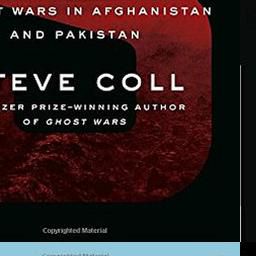 T WARS IN AFGHANISTAN
AND PAKISTAN
TEVE COLL
ZER PRIZE-WINNING AUTHOR
OF GHOST WARS
Copyrighted Material
Copyrighted Material